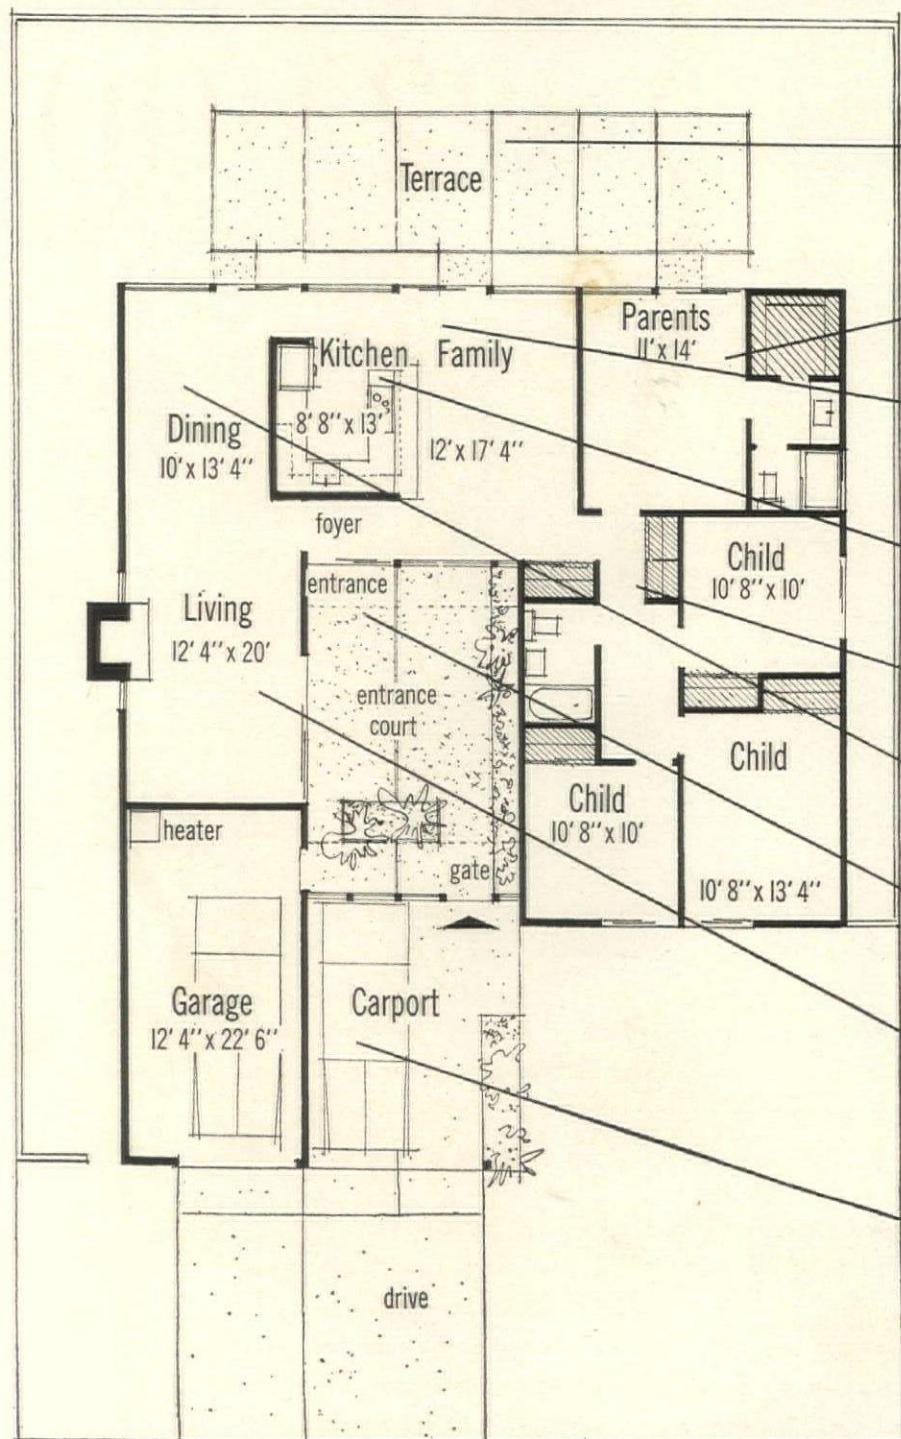 Terrace
Parents
11' x 14'
Kitchen
8' 8'' x 13'
Family
12' x 17' 4''
Dining
10' x 13' 4''
foyer
entrance
Child
10' 8'' x 10'
Living
12' 4'' x 20'
entrance
court
Child
10' 8'' x 13' 4''
Child
10' 8'' x 10'
heater
gate
Garage
12' 4'' x 22' 6''
Carport
drive